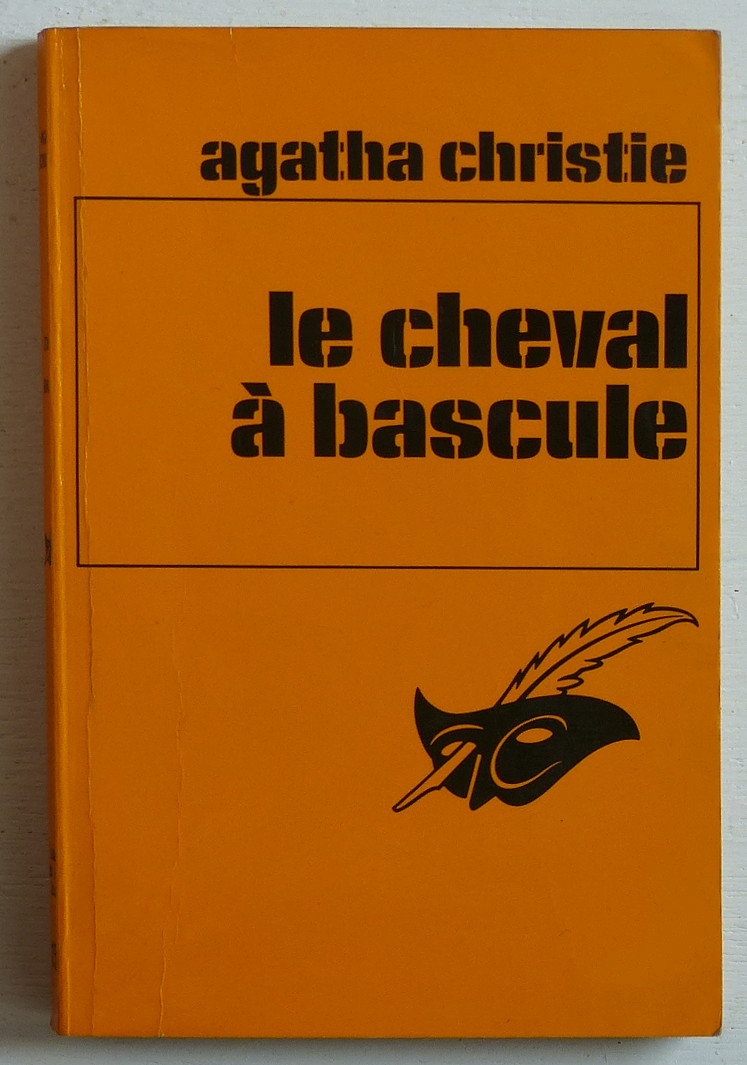 agatha christie
le cheval
à bascule